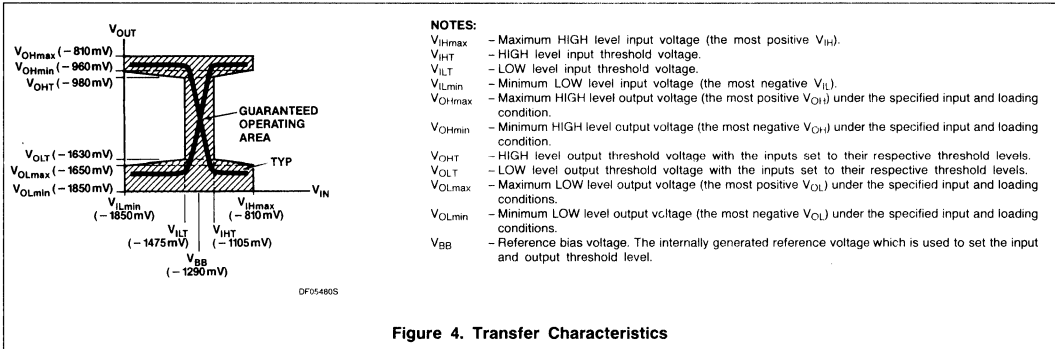 VOUT
VOHmax (−810mV)
VOHmin (−960mV)
VOHT (−980mV)
VOLT (−1630mV)
VOLmax (−1650mV)
VOLmin (−1850mV)
GUARANTEED
OPERATING
AREA
TYP
VIN
VILmin
(−1850mV)
VIHmax
(−810mV)
VILT
(−1475mV)
VIHT
(−1105mV)
VBB
(−1290mV)
DF05480S
NOTES:
VIHmax – Maximum HIGH level input voltage (the most positive VIH).
VIHT – HIGH level input threshold voltage.
VILT – LOW level input threshold voltage.
VILmin – Minimum LOW level input voltage (the most negative VIL).
VOHmax – Maximum HIGH level output voltage (the most positive VOH) under the specified input and loading
condition.
VOHmin – Minimum HIGH level output voltage (the most negative VOH) under the specified input and loading
condition.
VOHT – HIGH level output threshold voltage with the inputs set to their respective threshold levels.
VOLT – LOW level output threshold voltage with the inputs set to their respective threshold levels.
VOLmax – Maximum LOW level output voltage (the most positive VOL) under the specified input and loading
conditions.
VOLmin – Minimum LOW level output voltage (the most negative VOL) under the specified input and loading
conditions.
VBB – Reference bias voltage. The internally generated reference voltage which is used to set the input
and output threshold level.
Figure 4. Transfer Characteristics